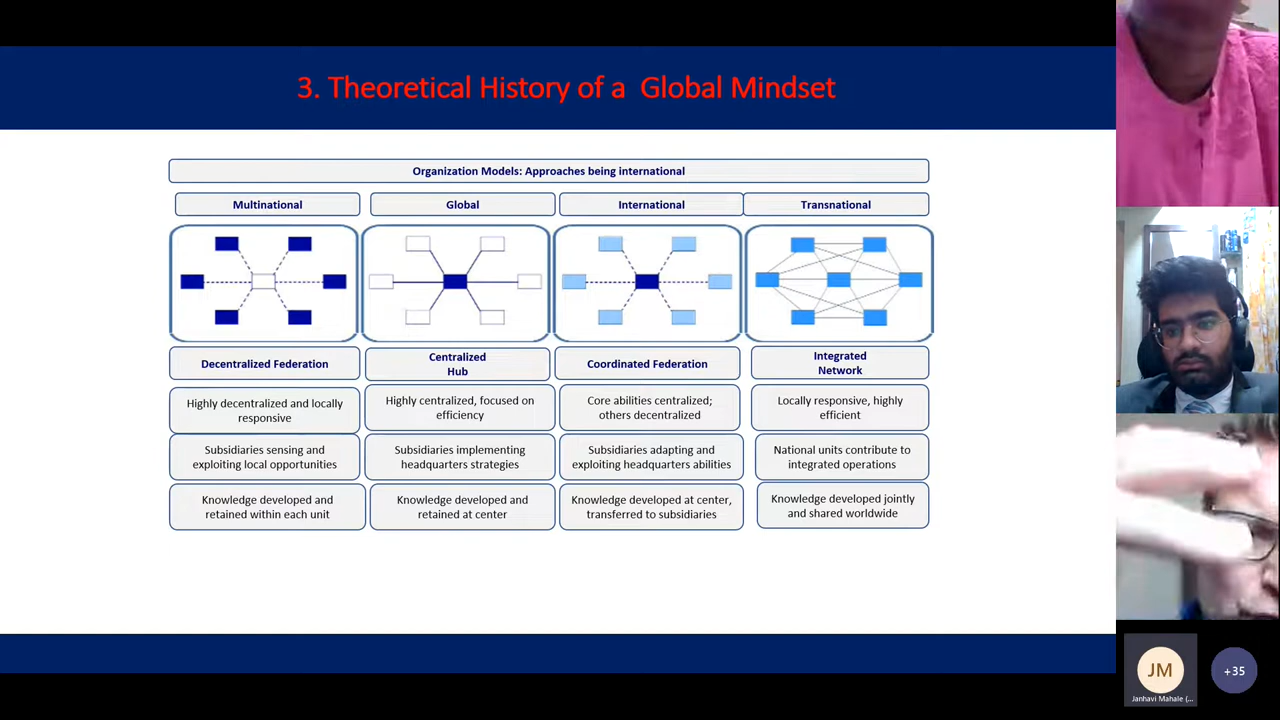 3. Theoretical History of a Global Mindset
Organization Models: Approaches being international
Multinational
Global
International
Transnational
Decentralized Federation
Centralized
Hub
Coordinated Federation
Integrated
Network
Highly decentralized and locally
responsive
Highly centralized, focused on
efficiency
Core abilities centralized;
others decentralized
Locally responsive, highly
efficient
Subsidiaries sensing and
exploiting local opportunities
Subsidiaries implementing
headquarters strategies
Subsidiaries adapting and
exploiting headquarters abilities
National units contribute to
integrated operations
Knowledge developed and
retained within each unit
Knowledge developed and
retained at center
Knowledge developed at center,
transferred to subsidiaries
Knowledge developed jointly
and shared worldwide
JM
Janhavi Mahale (...
+35